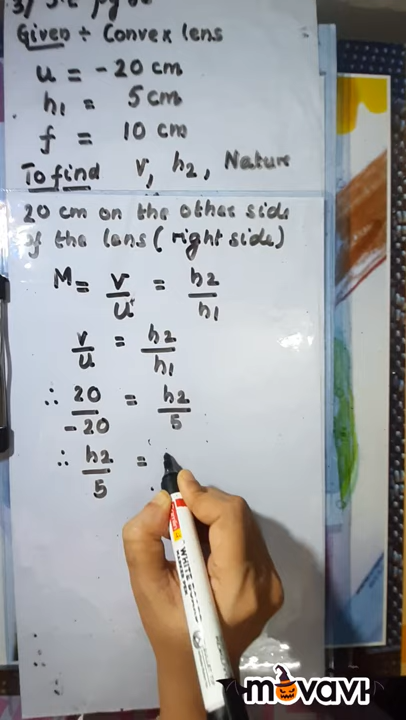 Given ÷ Convex lens
u = -20 cm
h1 = 5 cm
f = 10 cm
To find v, h2, Nature
20 cm on the other side
of the lens (right side)
M = v/u = h2/h1
v/u = h2/h1
∴ 20/-20 = h2/5
∴ h2/5 =
WHITE
movavi